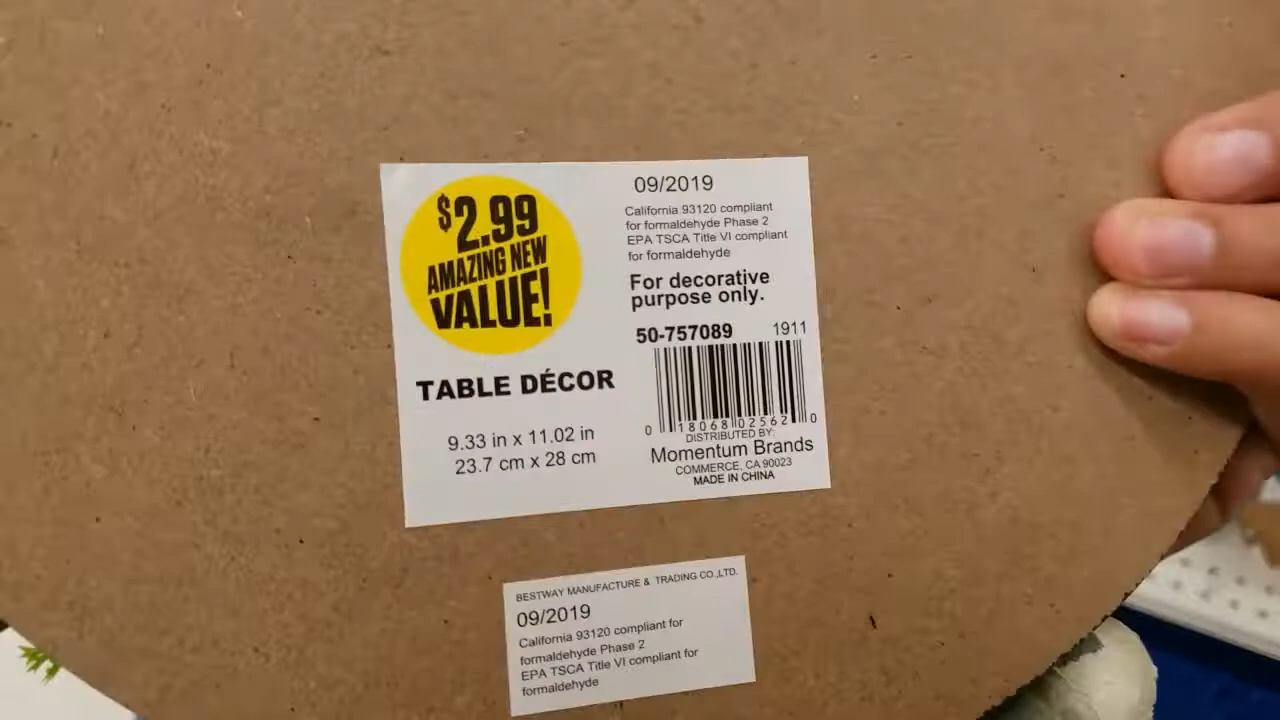 $2.99
AMAZING NEW
VALUE!
TABLE DÉCOR
9.33 in x 11.02 in
23.7 cm x 28 cm
09/2019
California 93120 compliant
for formaldehyde Phase 2
EPA TSCA Title VI compliant
for formaldehyde
For decorative
purpose only.
50-757089 1911
0 18068 02562 0
DISTRIBUTED BY:
Momentum Brands
COMMERCE, CA 90023
MADE IN CHINA
BESTWAY MANUFACTURE & TRADING CO.,LTD.
09/2019
California 93120 compliant for
formaldehyde Phase 2
EPA TSCA Title VI compliant for
formaldehyde